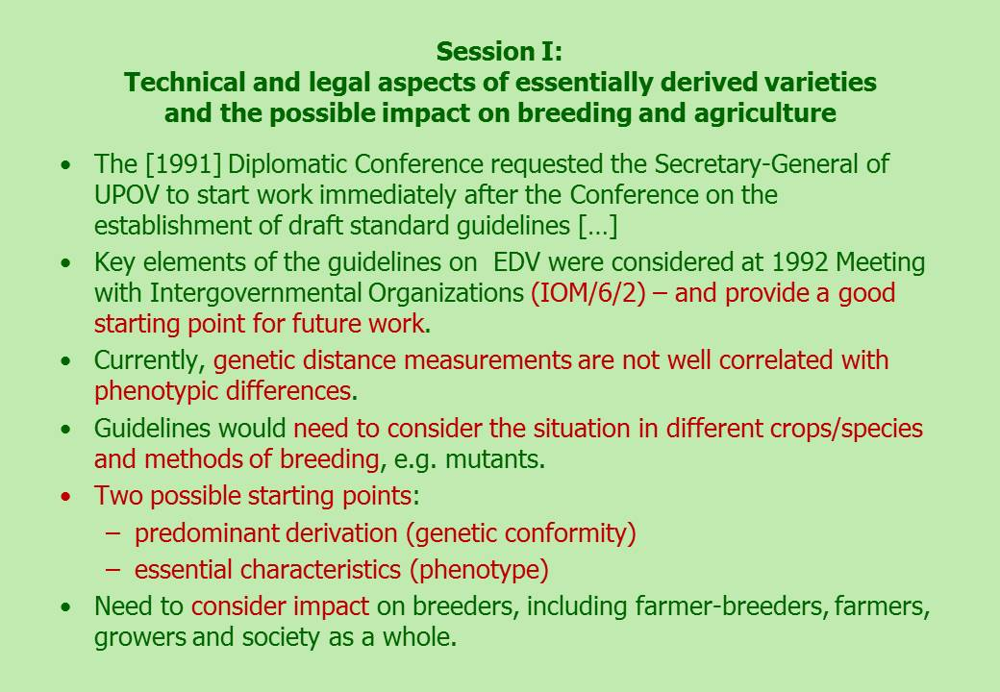 Session I:
Technical and legal aspects of essentially derived varieties
and the possible impact on breeding and agriculture
• The [1991] Diplomatic Conference requested the Secretary-General of
UPOV to start work immediately after the Conference on the
establishment of draft standard guidelines […]
• Key elements of the guidelines on  EDV were considered at 1992 Meeting
with Intergovernmental Organizations (IOM/6/2) – and provide a good
starting point for future work.
• Currently, genetic distance measurements are not well correlated with
phenotypic differences.
• Guidelines would need to consider the situation in different crops/species
and methods of breeding, e.g. mutants.
• Two possible starting points:
– predominant derivation (genetic conformity)
– essential characteristics (phenotype)
• Need to consider impact on breeders, including farmer-breeders, farmers,
growers and society as a whole.